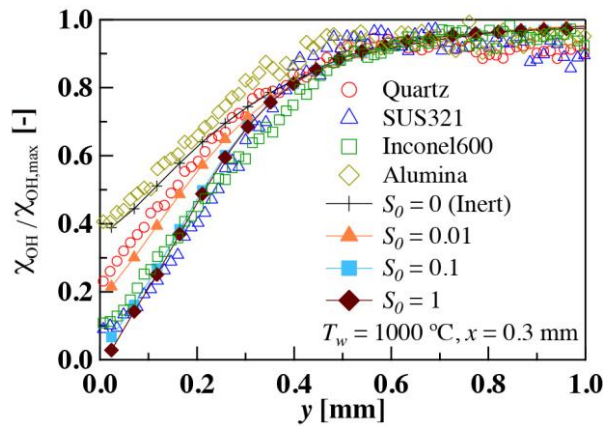 χOH / χOH,max [-]
1.0
0.8
0.6
0.4
0.2
0.0
Quartz
SUS321
Inconel600
Alumina
S0 = 0 (Inert)
S0 = 0.01
S0 = 0.1
S0 = 1
Tw = 1000 °C, x = 0.3 mm
0.0 0.2 0.4 0.6 0.8 1.0
y [mm]